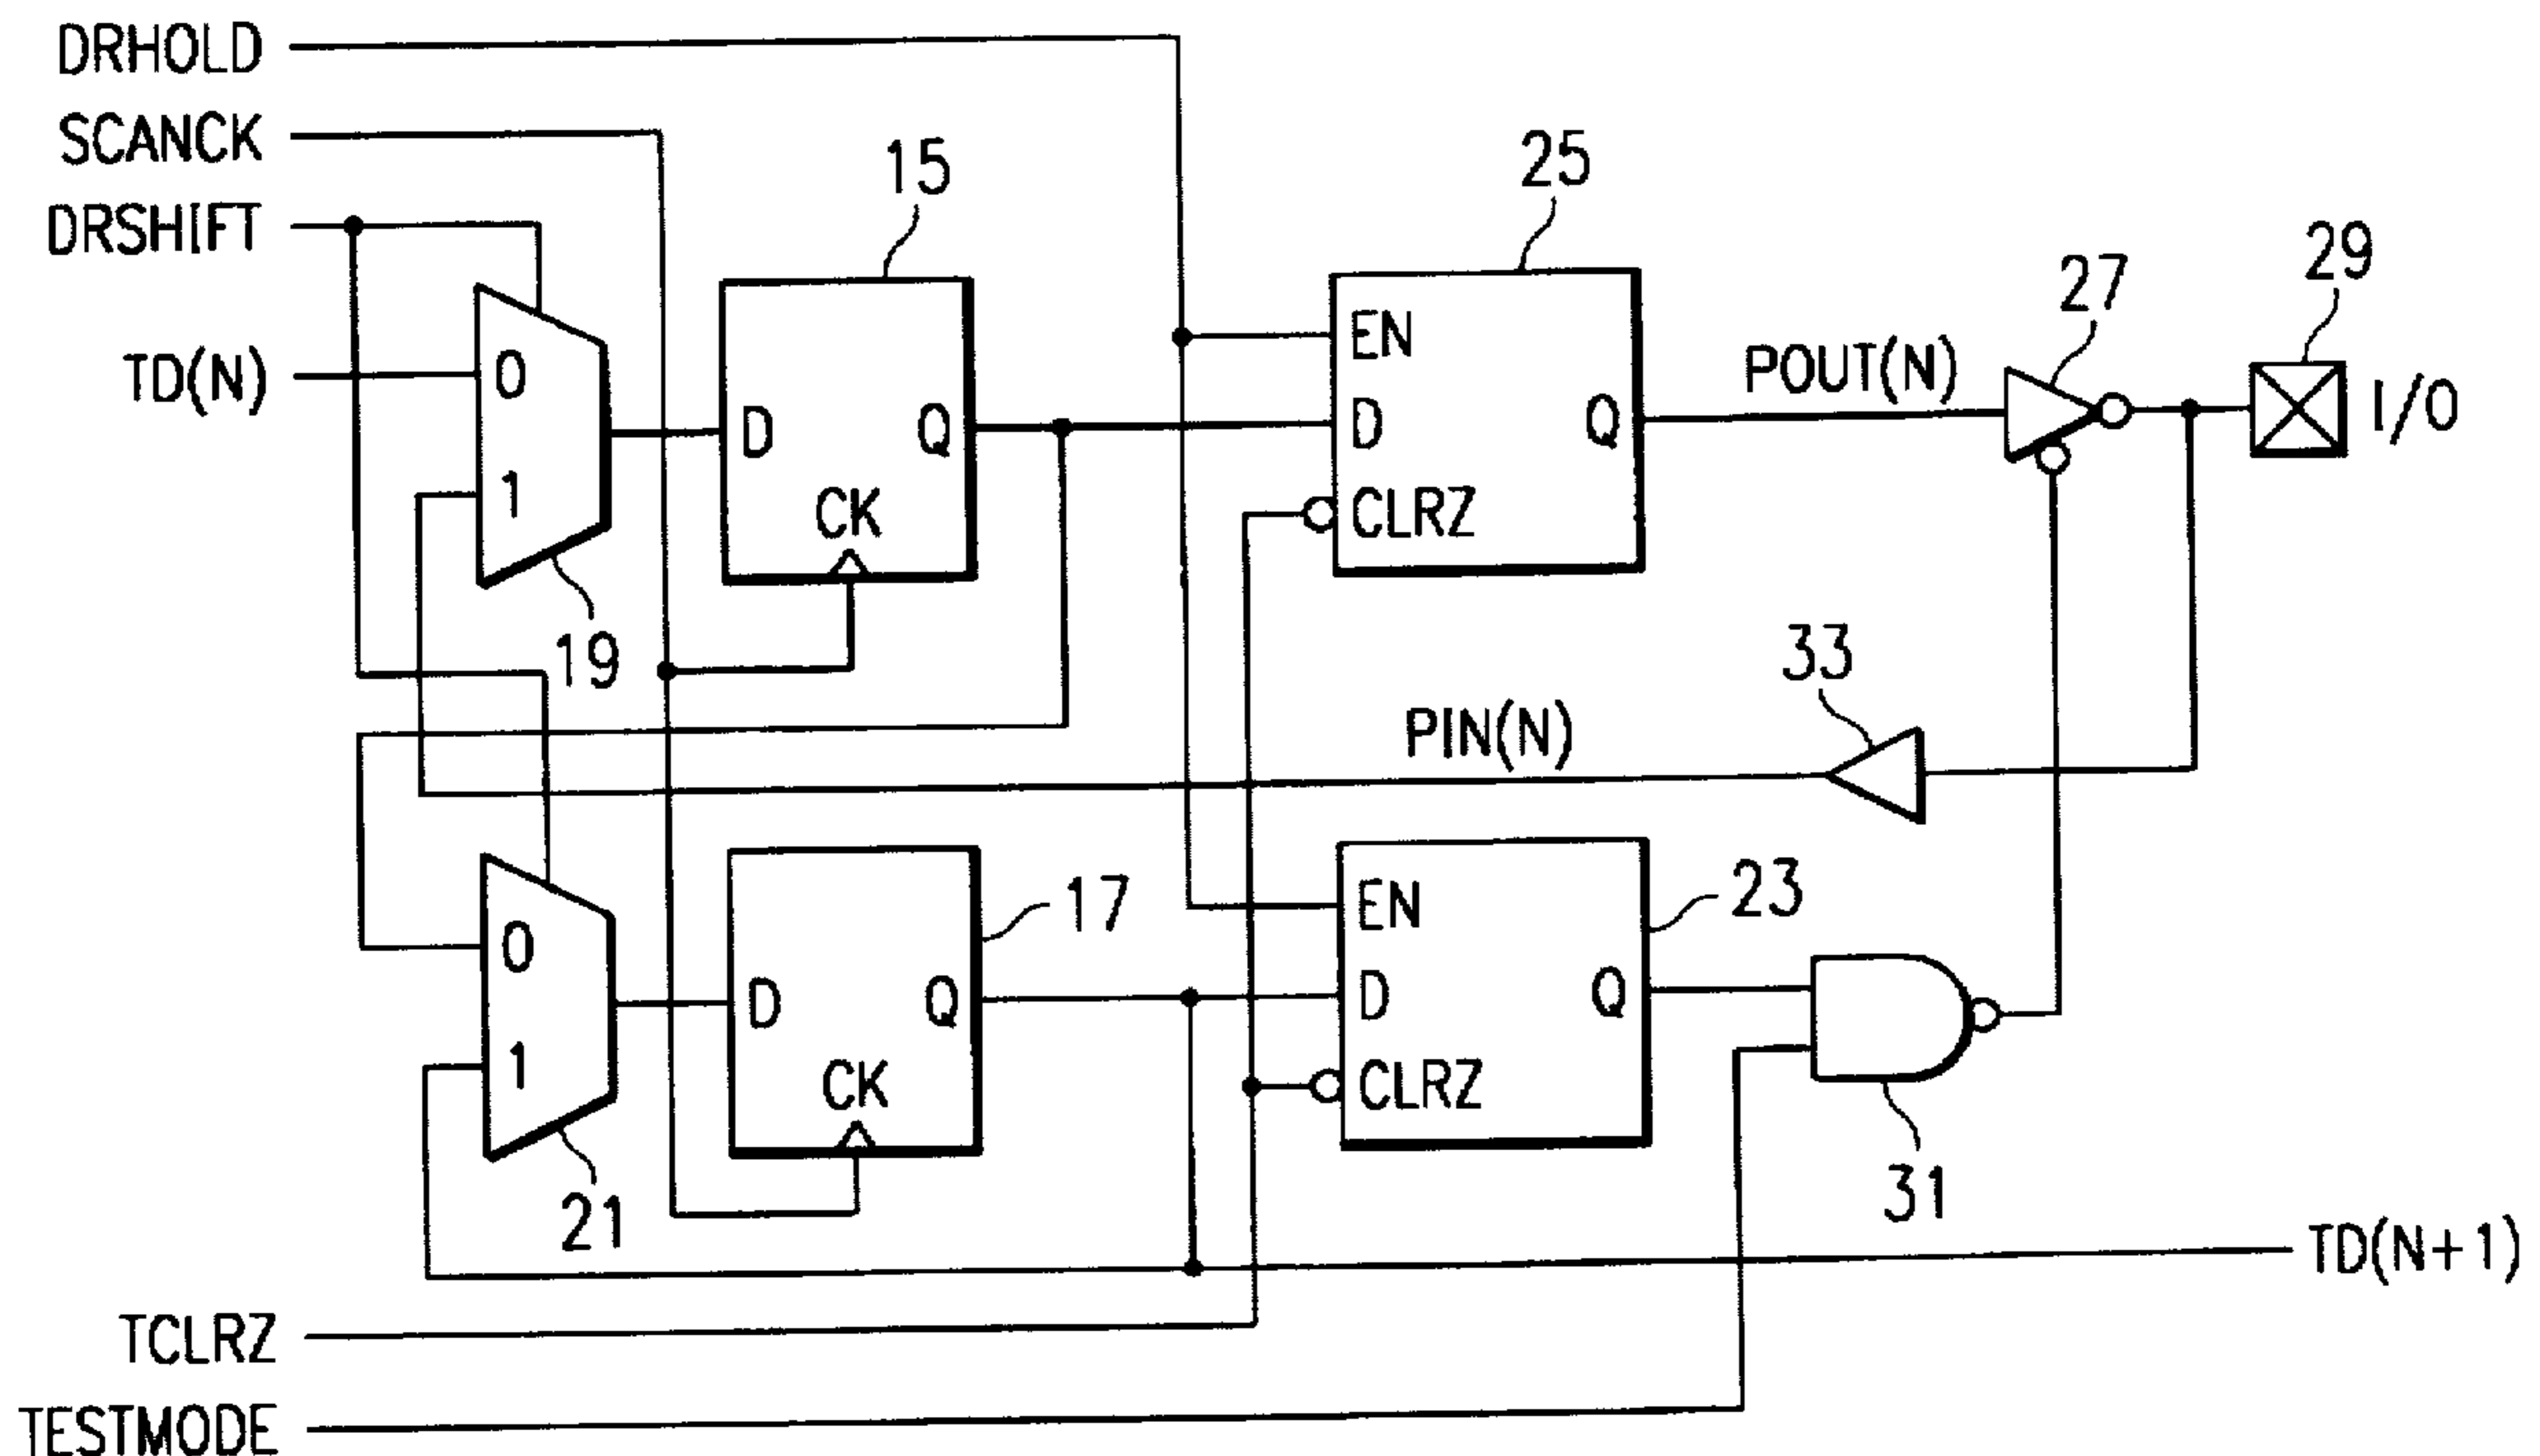 DRHOLD
SCANCK
DRSHIFT
TD(N)
0
1
19
15
D
Q
CK
25
EN
D
CLRZ
Q
POUT(N)
27
29
I/O
33
PIN(N)
0
1
21
17
D
Q
CK
23
EN
D
CLRZ
Q
31
TD(N+1)
TCLRZ
TESTMODE